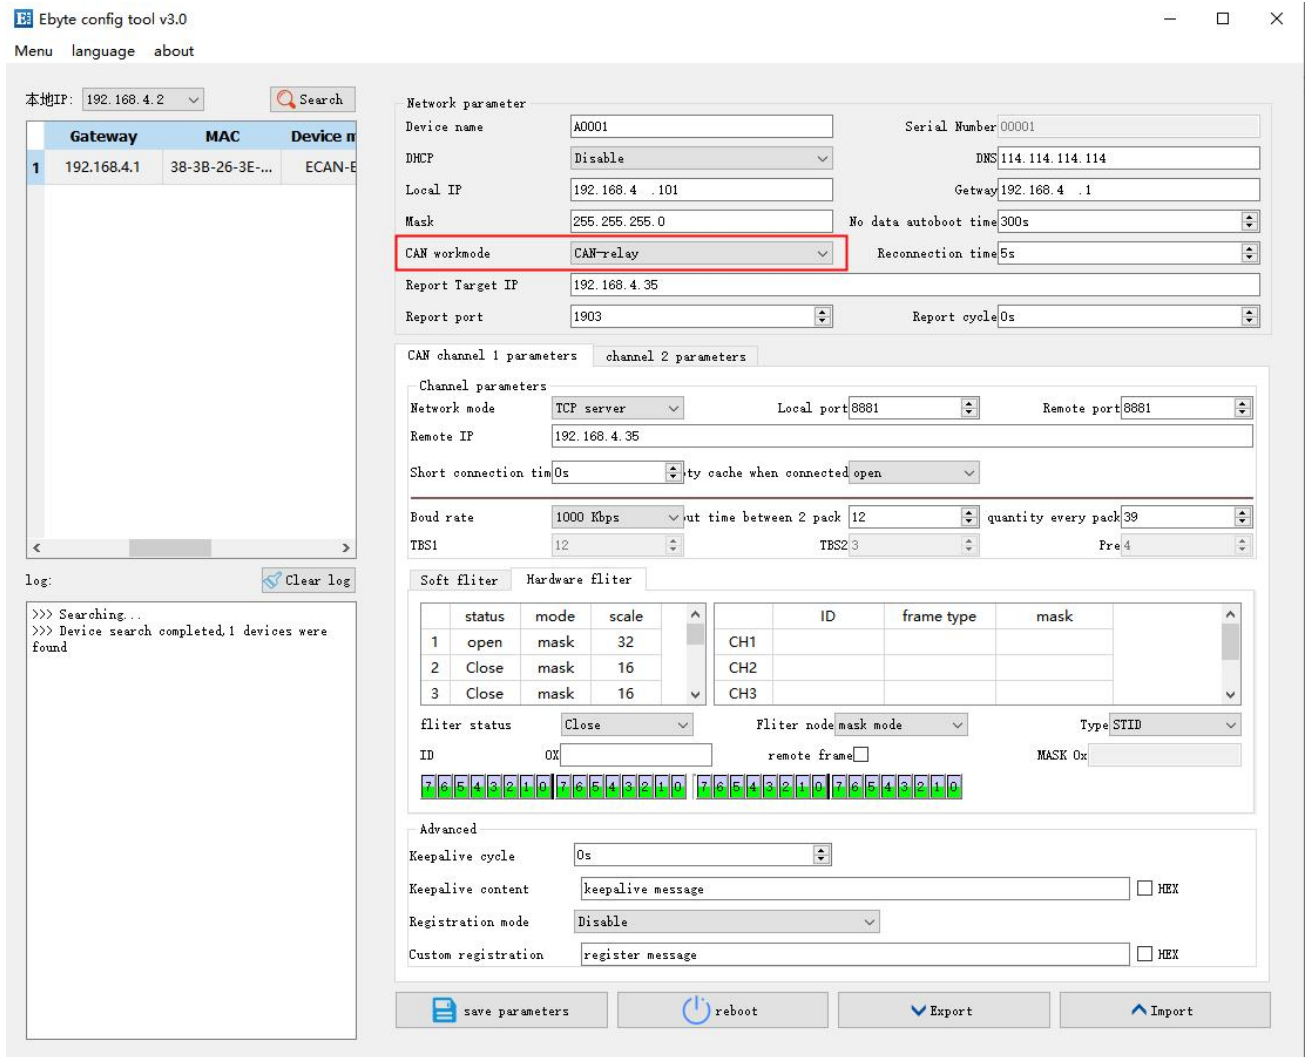 Ebyte config tool v3.0
Menu language about
本地IP: 192.168.4.2 Search
Gateway MAC Device m
1 192.168.4.1 38-3B-26-3E-... ECAN-E
log: Clear log
>>> Searching...
>>> Device search completed,1 devices were
found
Network parameter
Device name A0001 Serial Number 00001
DHCP Disable DNS 114.114.114.114
Local IP 192.168.4 .101 Getway 192.168.4 .1
Mask 255.255.255.0 No data autoboot time 300s
CAN workmode CAN-relay Reconnection time 5s
Report Target IP 192.168.4.35
Report port 1903 Report cycle 0s
CAN channel 1 parameters channel 2 parameters
Channel parameters
Network mode TCP server Local port 8881 Remote port 8881
Remote IP 192.168.4.35
Short connection tim 0s ty cache when connected open
Boud rate 1000 Kbps ut time between 2 pack 12 quantity every pack 39
TBS1 12 TBS2 3 Pre 4
Soft fliter Hardware fliter
status mode scale ID frame type mask
1 open mask 32 CH1
2 Close mask 16 CH2
3 Close mask 16 CH3
fliter status Close Fliter node mask mode Type STID
ID 0X remote frame MASK 0x
7 6 5 4 3 2 1 0 7 6 5 4 3 2 1 0 7 6 5 4 3 2 1 0 7 6 5 4 3 2 1 0
Advanced
Keepalive cycle 0s
Keepalive content keepalive message HEX
Registration mode Disable
Custom registration register message HEX
save parameters reboot Export Import